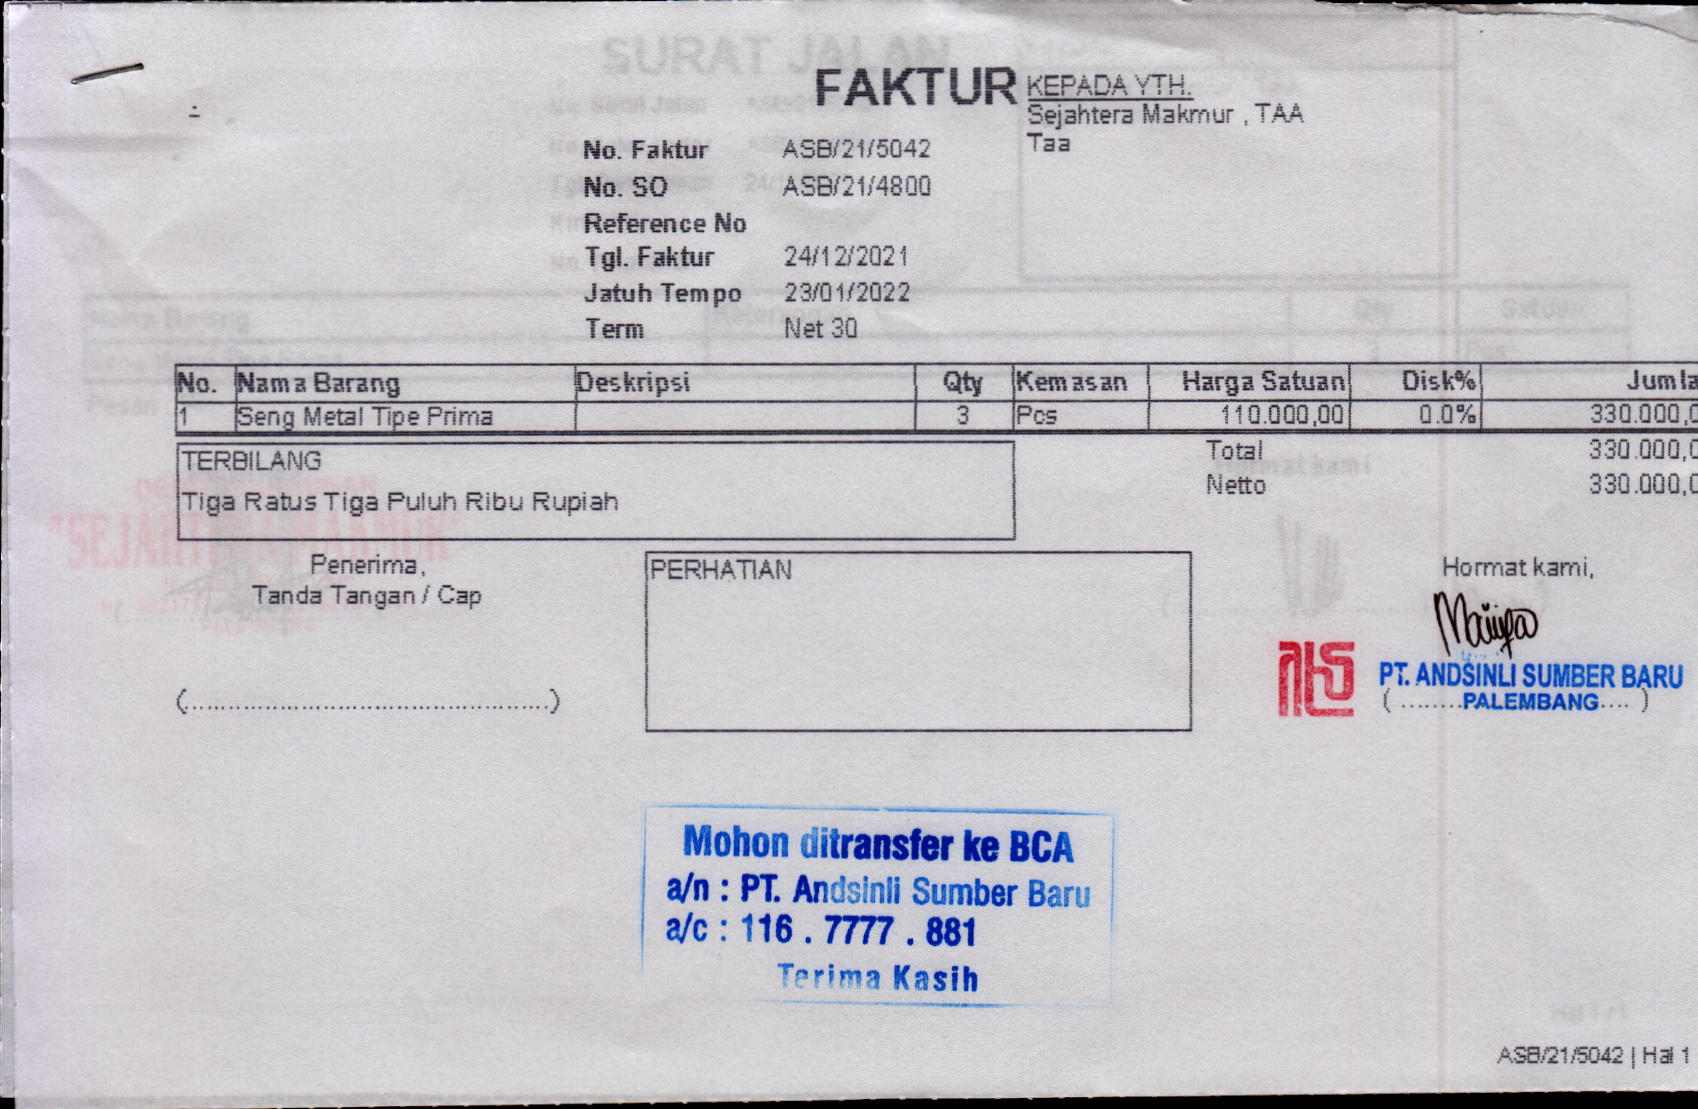 SURAT JALAN
FAKTUR
KEPADA YTH.
Sejahtera Makmur , TAA
Taa
No. Faktur ASB/21/5042
No. SO ASB/21/4800
Reference No
Tgl. Faktur 24/12/2021
Jatuh Tempo 23/01/2022
Term Net 30
No. Nama Barang Deskripsi Qty Kemasan Harga Satuan Disk% Jumla
1 Seng Metal Tipe Prima 3 Pcs 110.000,00 0.0% 330.000,0
Total 330.000,0
Netto 330.000,0
TERBILANG
Tiga Ratus Tiga Puluh Ribu Rupiah
Penerima,
Tanda Tangan / Cap
(..............................................)
PERHATIAN
Hormat kami,
PT. ANDSINLI SUMBER BARU
( ........PALEMBANG.... )
"SEJAHTERA MAKMUR"
Mohon ditransfer ke BCA
a/n : PT. Andsinli Sumber Baru
a/c : 116 . 7777 . 881
Terima Kasih
ASB/21/5042 | Hal 1